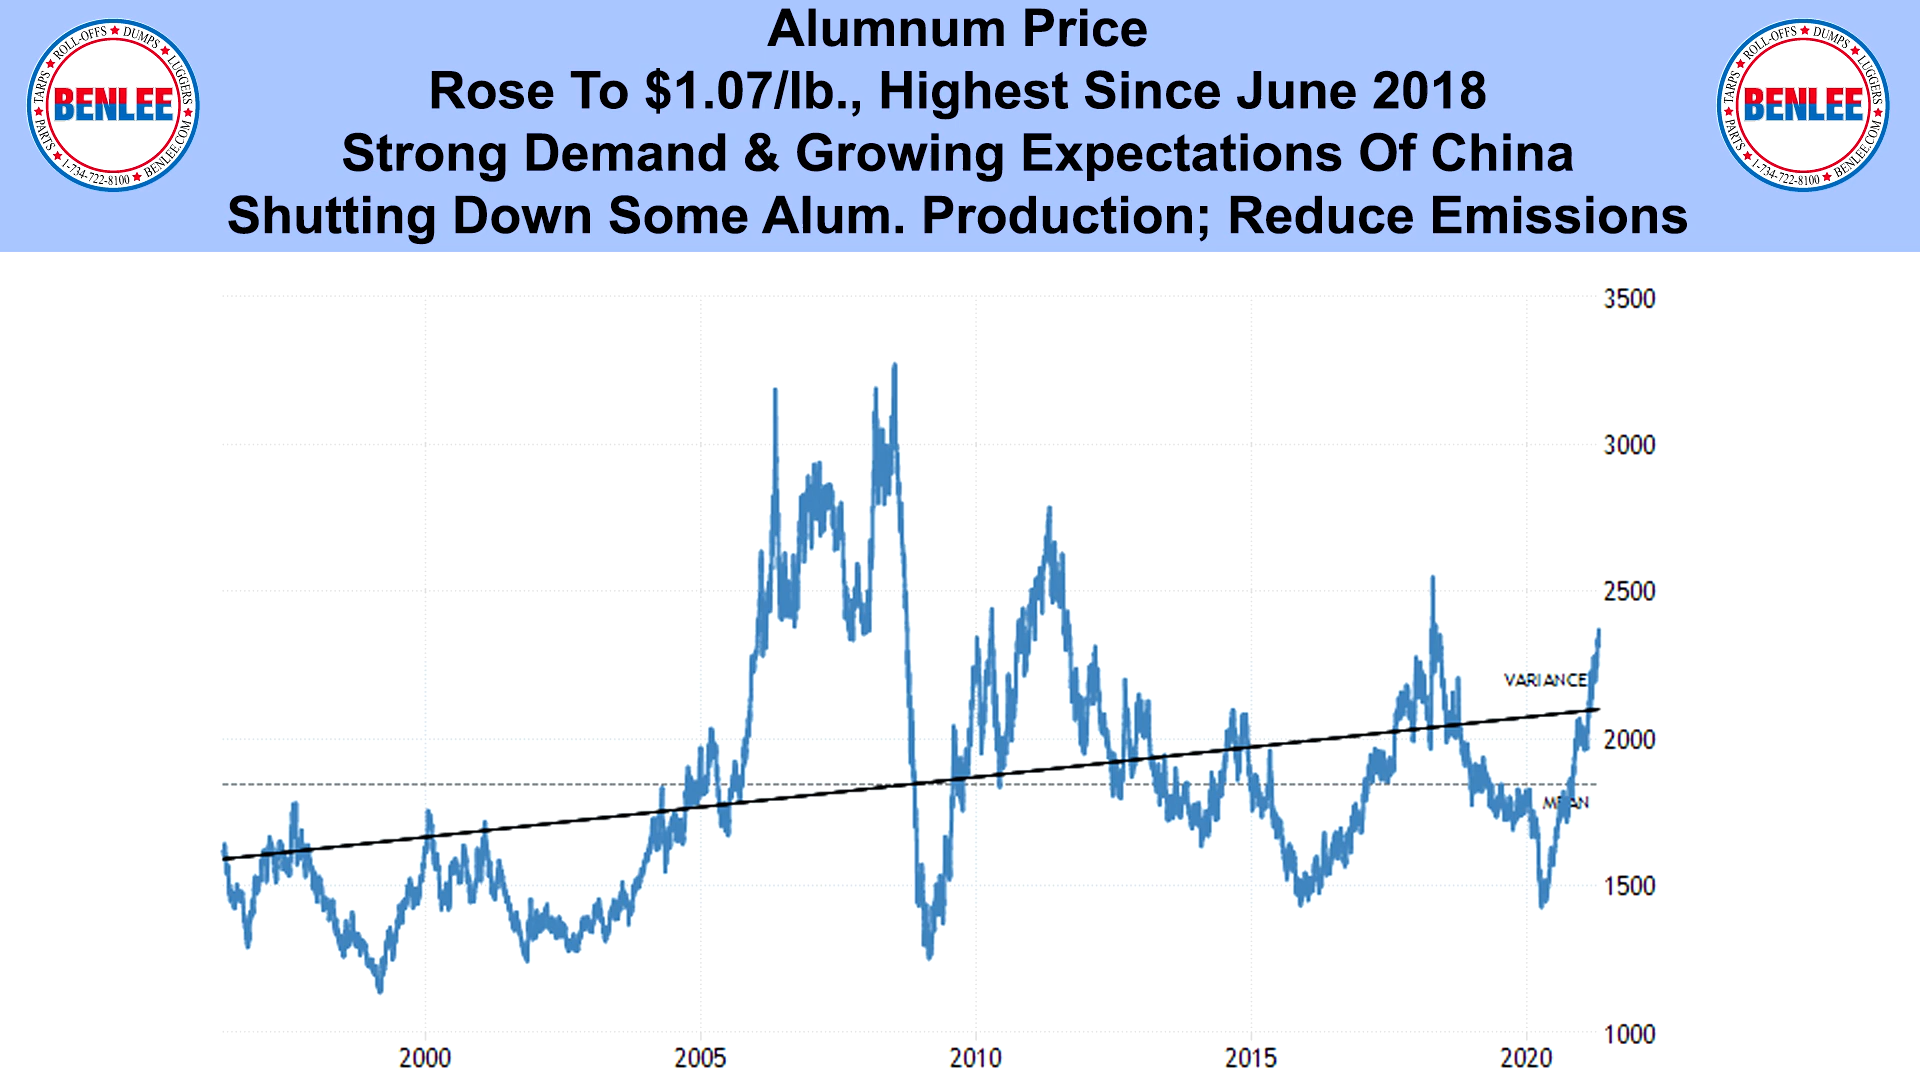 Alumnum Price
Rose To $1.07/lb., Highest Since June 2018
Strong Demand & Growing Expectations Of China
Shutting Down Some Alum. Production; Reduce Emissions
TARPS ★ ROLL-OFFS ★ DUMPS ★ LUGGERS ★
BENLEE
PARTS ★ 1-734-722-8100 ★ BENLEE.COM ★
TARPS ★ ROLL-OFFS ★ DUMPS ★ LUGGERS ★
BENLEE
PARTS ★ 1-734-722-8100 ★ BENLEE.COM ★
3500
3000
2500
VARIANCE
2000
MEAN
1500
1000
2000 2005 2010 2015 2020